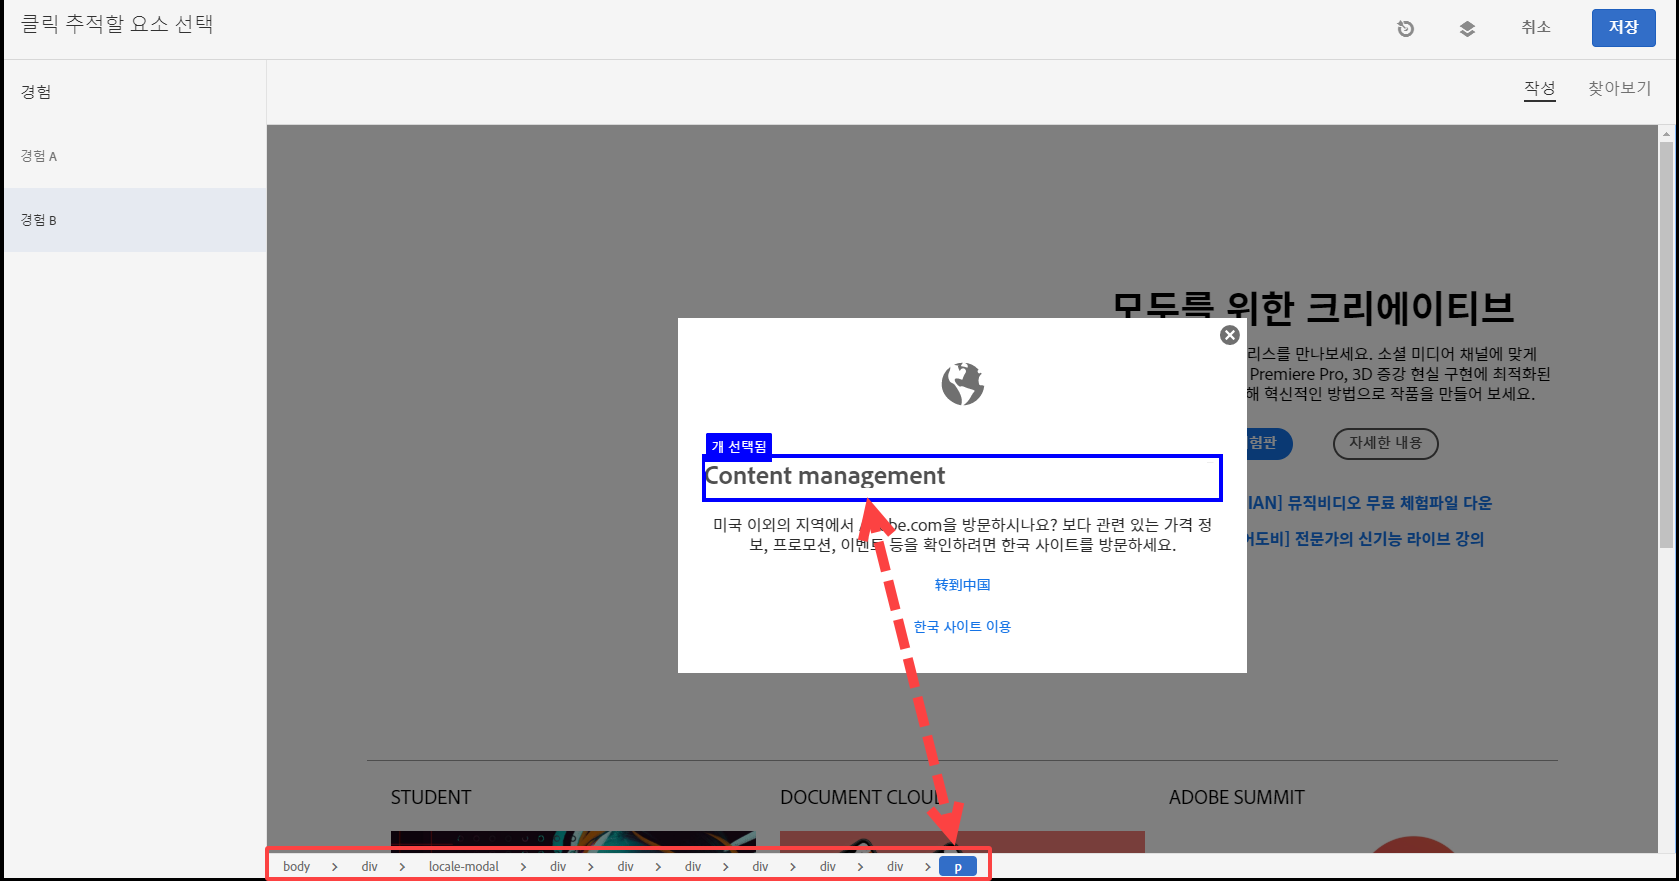 클릭 추적할 요소 선택
취소
저장
경험
작성
찾아보기
경험 A
경험 B
모두를 위한 크리에이티브
리스를 만나보세요. 소셜 미디어 채널에 맞게
Premiere Pro, 3D 증강 현실 구현에 최적화된
해 혁신적인 방법으로 작품을 만들어 보세요.
험판
자세한 내용
IAN] 뮤직비디오 무료 체험파일 다운
어도비] 전문가의 신기능 라이브 강의
개 선택됨
Content management
미국 이외의 지역에서 Adobe.com을 방문하시나요? 보다 관련 있는 가격 정
보, 프로모션, 이벤트 등을 확인하려면 한국 사이트를 방문하세요.
转到中国
한국 사이트 이용
STUDENT
DOCUMENT CLOUD
ADOBE SUMMIT
body > div > locale-modal > div > div > div > div > div > div > p